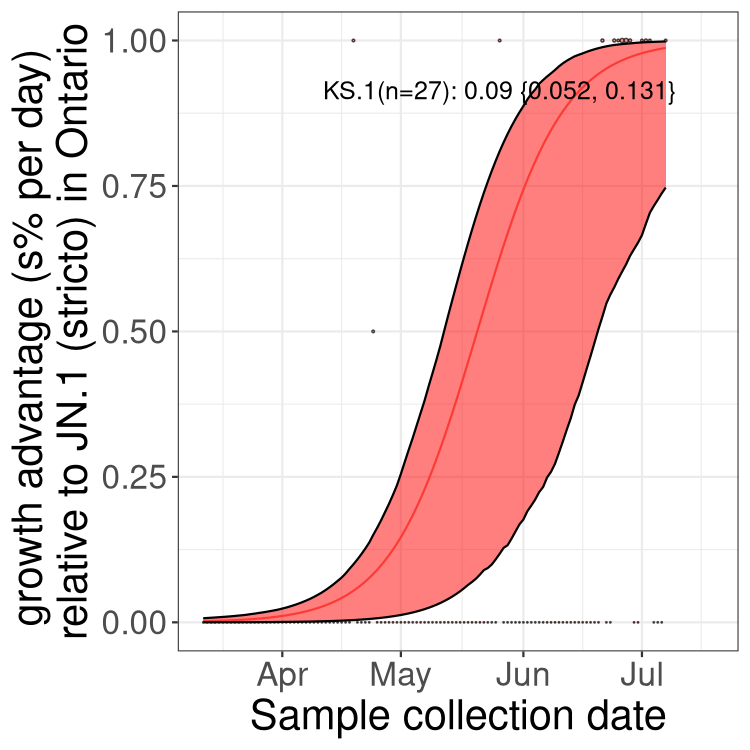 growth advantage (s% per day)
relative to JN.1 (stricto) in Ontario
1.00
0.75
0.50
0.25
0.00
KS.1(n=27): 0.09 {0.052, 0.131}
Apr May Jun Jul
Sample collection date